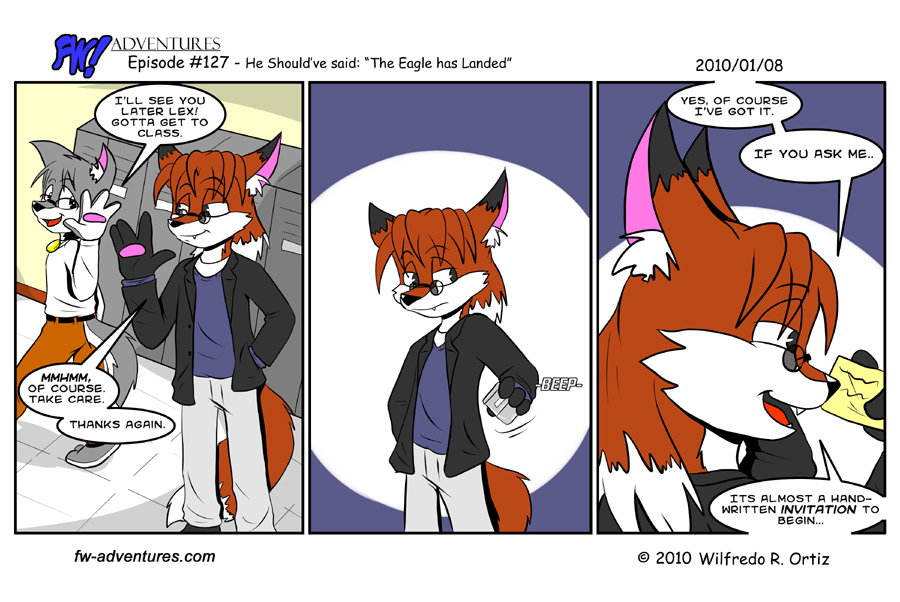 FW! ADVENTURES
Episode #127 - He Should've said: "The Eagle has Landed"
2010/01/08
I'LL SEE YOU
LATER LEX!
GOTTA GET TO
CLASS.
MMHMM,
OF COURSE.
TAKE CARE.
THANKS AGAIN.
-BEEP-
YES, OF COURSE
I'VE GOT IT.
IF YOU ASK ME..
ITS ALMOST A HAND-
WRITTEN INVITATION TO
BEGIN...
fw-adventures.com
© 2010 Wilfredo R. Ortiz